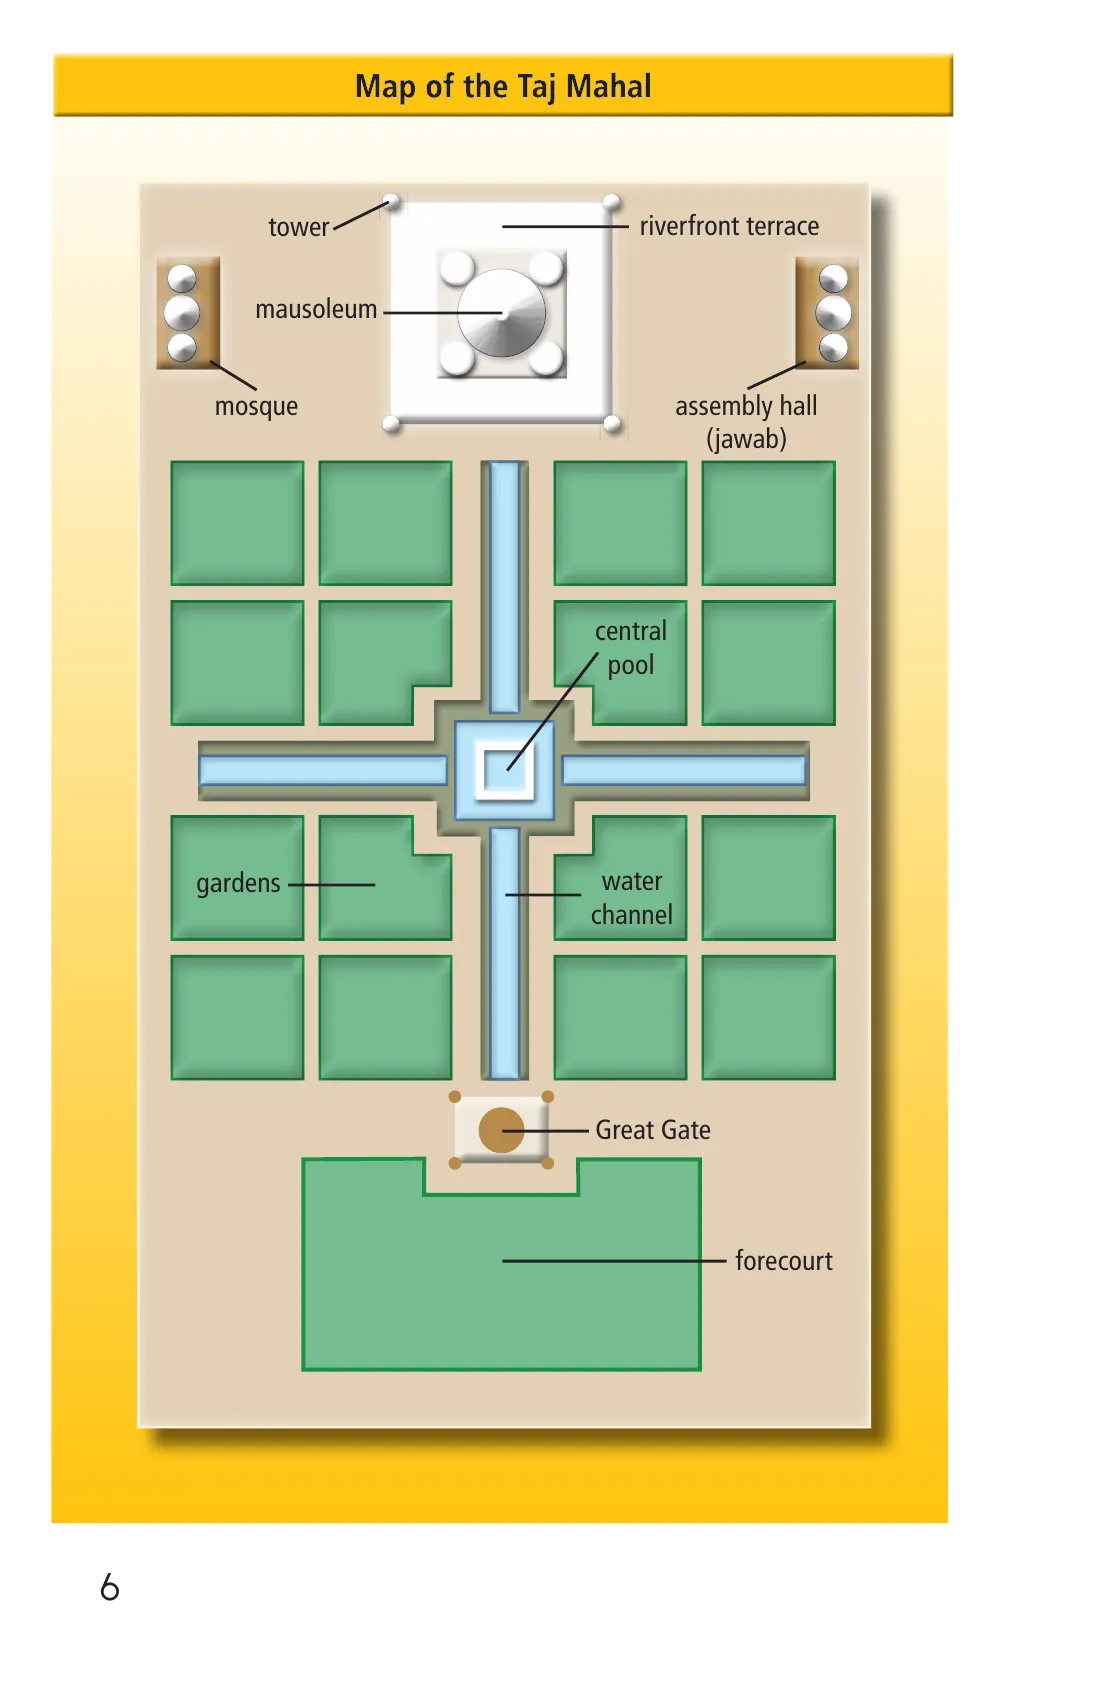 Map of the Taj Mahal
tower
riverfront terrace
mausoleum
mosque
assembly hall
(jawab)
central
pool
gardens
water
channel
Great Gate
forecourt
6